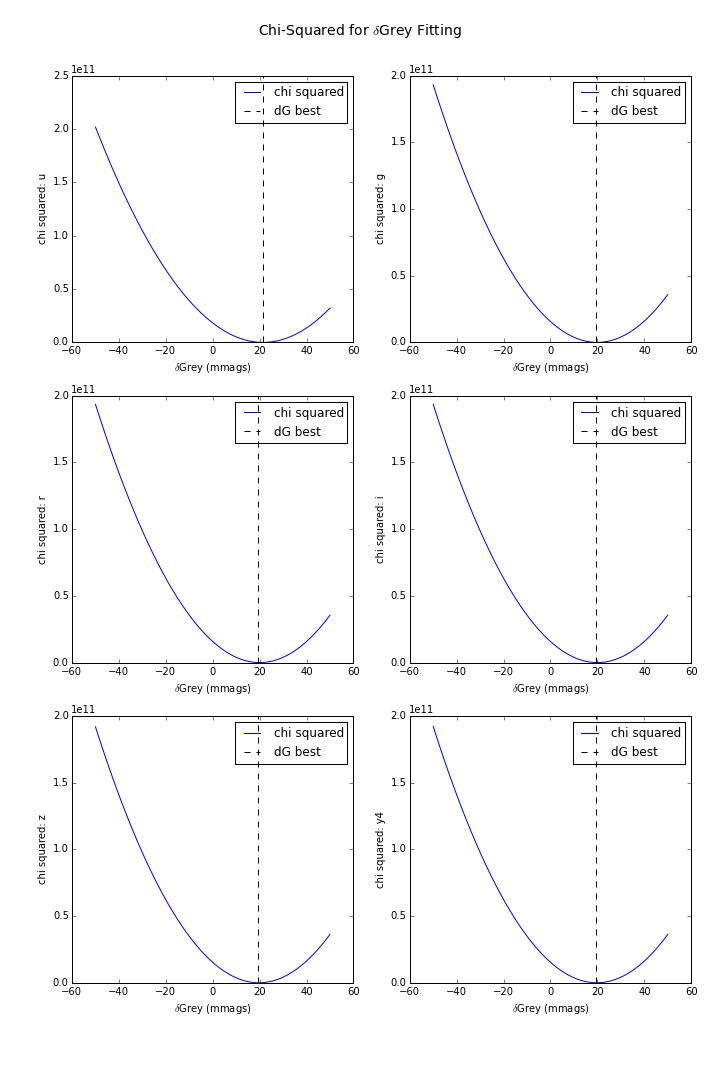 Chi-Squared for δGrey Fitting
1e11
2.5
2.0
1.5
1.0
0.5
0.0
chi squared: u
chi squared
dG best
−60 −40 −20 0 20 40 60
δGrey (mmags)
1e11
2.0
1.5
1.0
0.5
0.0
chi squared: g
chi squared
dG best
−60 −40 −20 0 20 40 60
δGrey (mmags)
1e11
2.0
1.5
1.0
0.5
0.0
chi squared: r
chi squared
dG best
−60 −40 −20 0 20 40 60
δGrey (mmags)
1e11
2.0
1.5
1.0
0.5
0.0
chi squared: i
chi squared
dG best
−60 −40 −20 0 20 40 60
δGrey (mmags)
1e11
2.0
1.5
1.0
0.5
0.0
chi squared: z
chi squared
dG best
−60 −40 −20 0 20 40 60
δGrey (mmags)
1e11
2.0
1.5
1.0
0.5
0.0
chi squared: y4
chi squared
dG best
−60 −40 −20 0 20 40 60
δGrey (mmags)